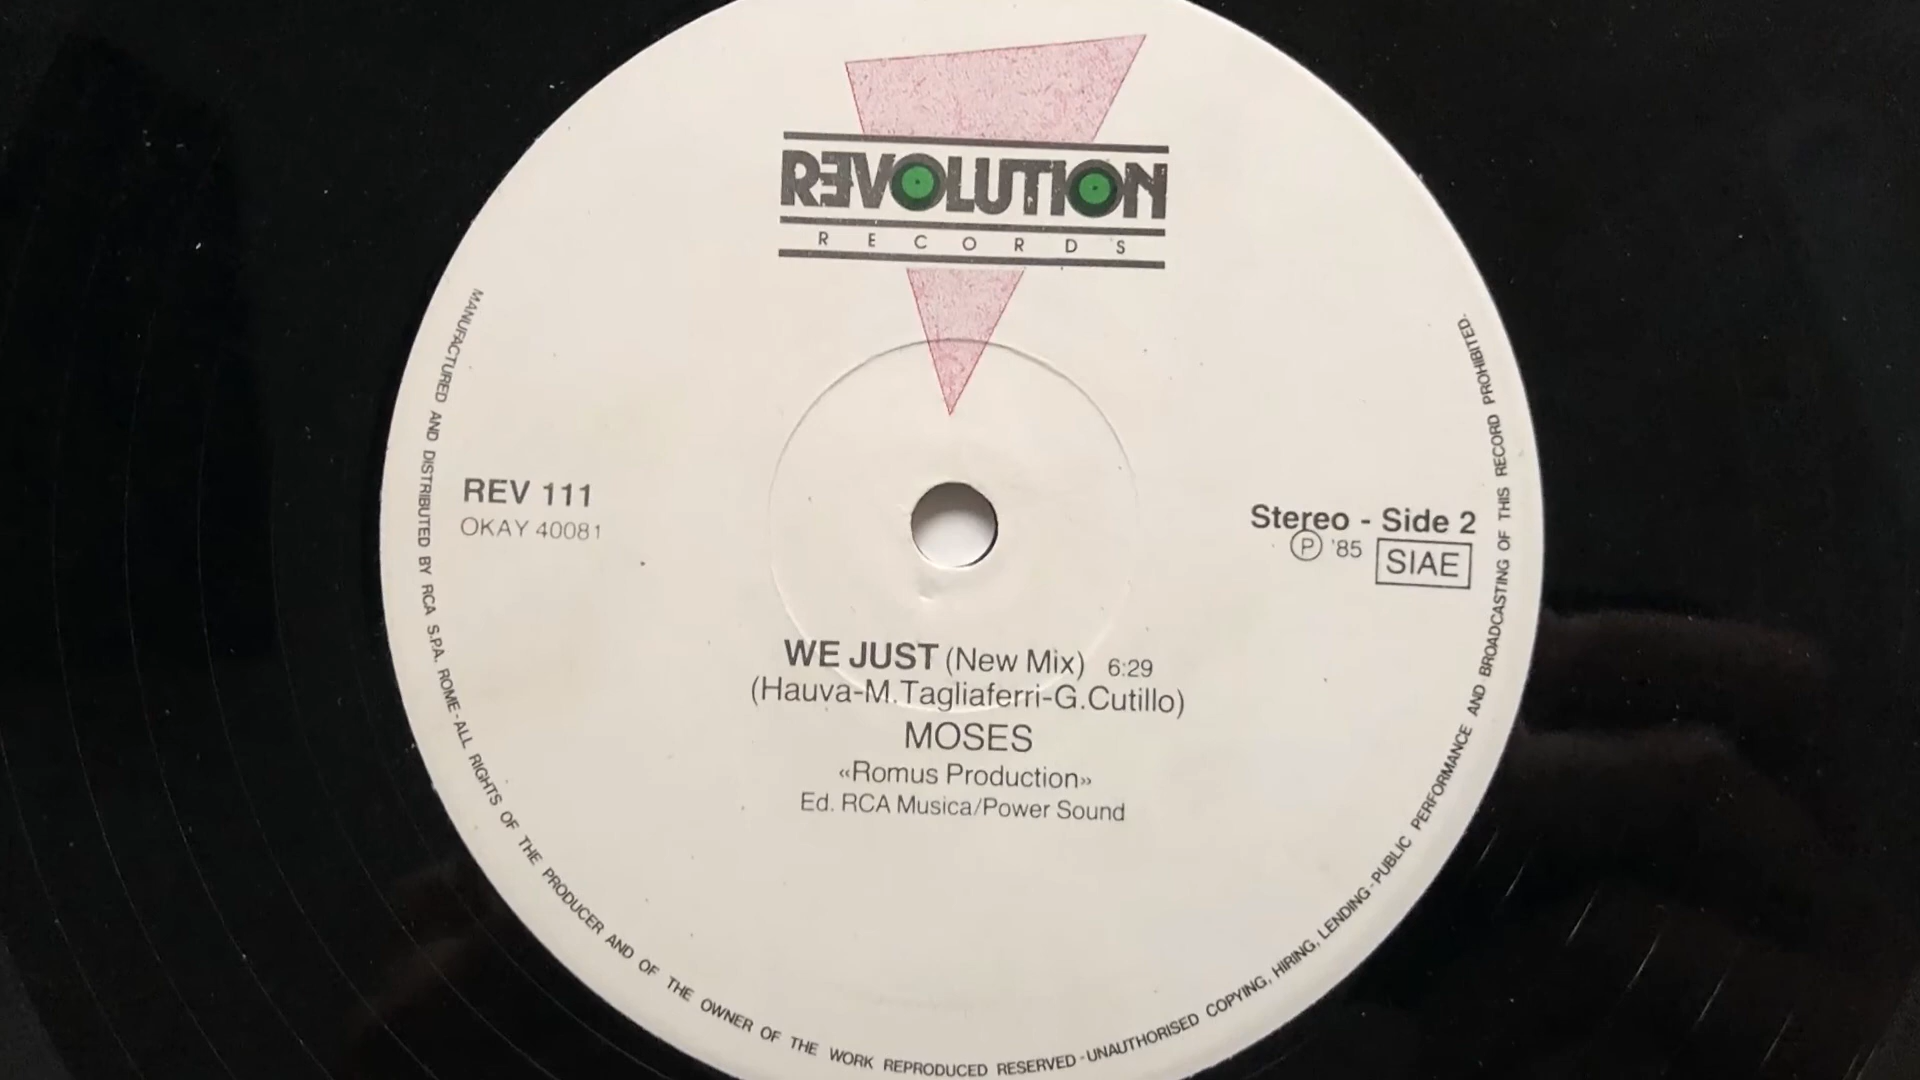 REVOLUTION
RECORDS
REV 111
OKAY 40081
Stereo - Side 2
Ⓟ '85 SIAE
WE JUST (New Mix) 6:29
(Hauva-M.Tagliaferri-G.Cutillo)
MOSES
«Romus Production»
Ed. RCA Musica/Power Sound
MANUFACTURED AND DISTRIBUTED BY RCA S.P.A. ROME - ALL RIGHTS OF THE PRODUCER AND OF THE OWNER OF THE WORK REPRODUCED RESERVED - UNAUTHORISED COPYING, HIRING, LENDING - PUBLIC PERFORMANCE AND BROADCASTING OF THIS RECORD PROHIBITED.